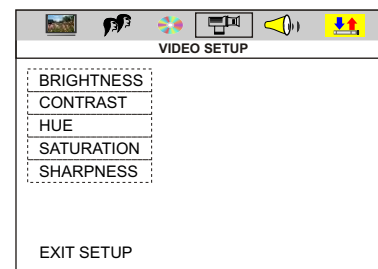 VIDEO SETUP
BRIGHTNESS
CONTRAST
HUE
SATURATION
SHARPNESS
EXIT SETUP